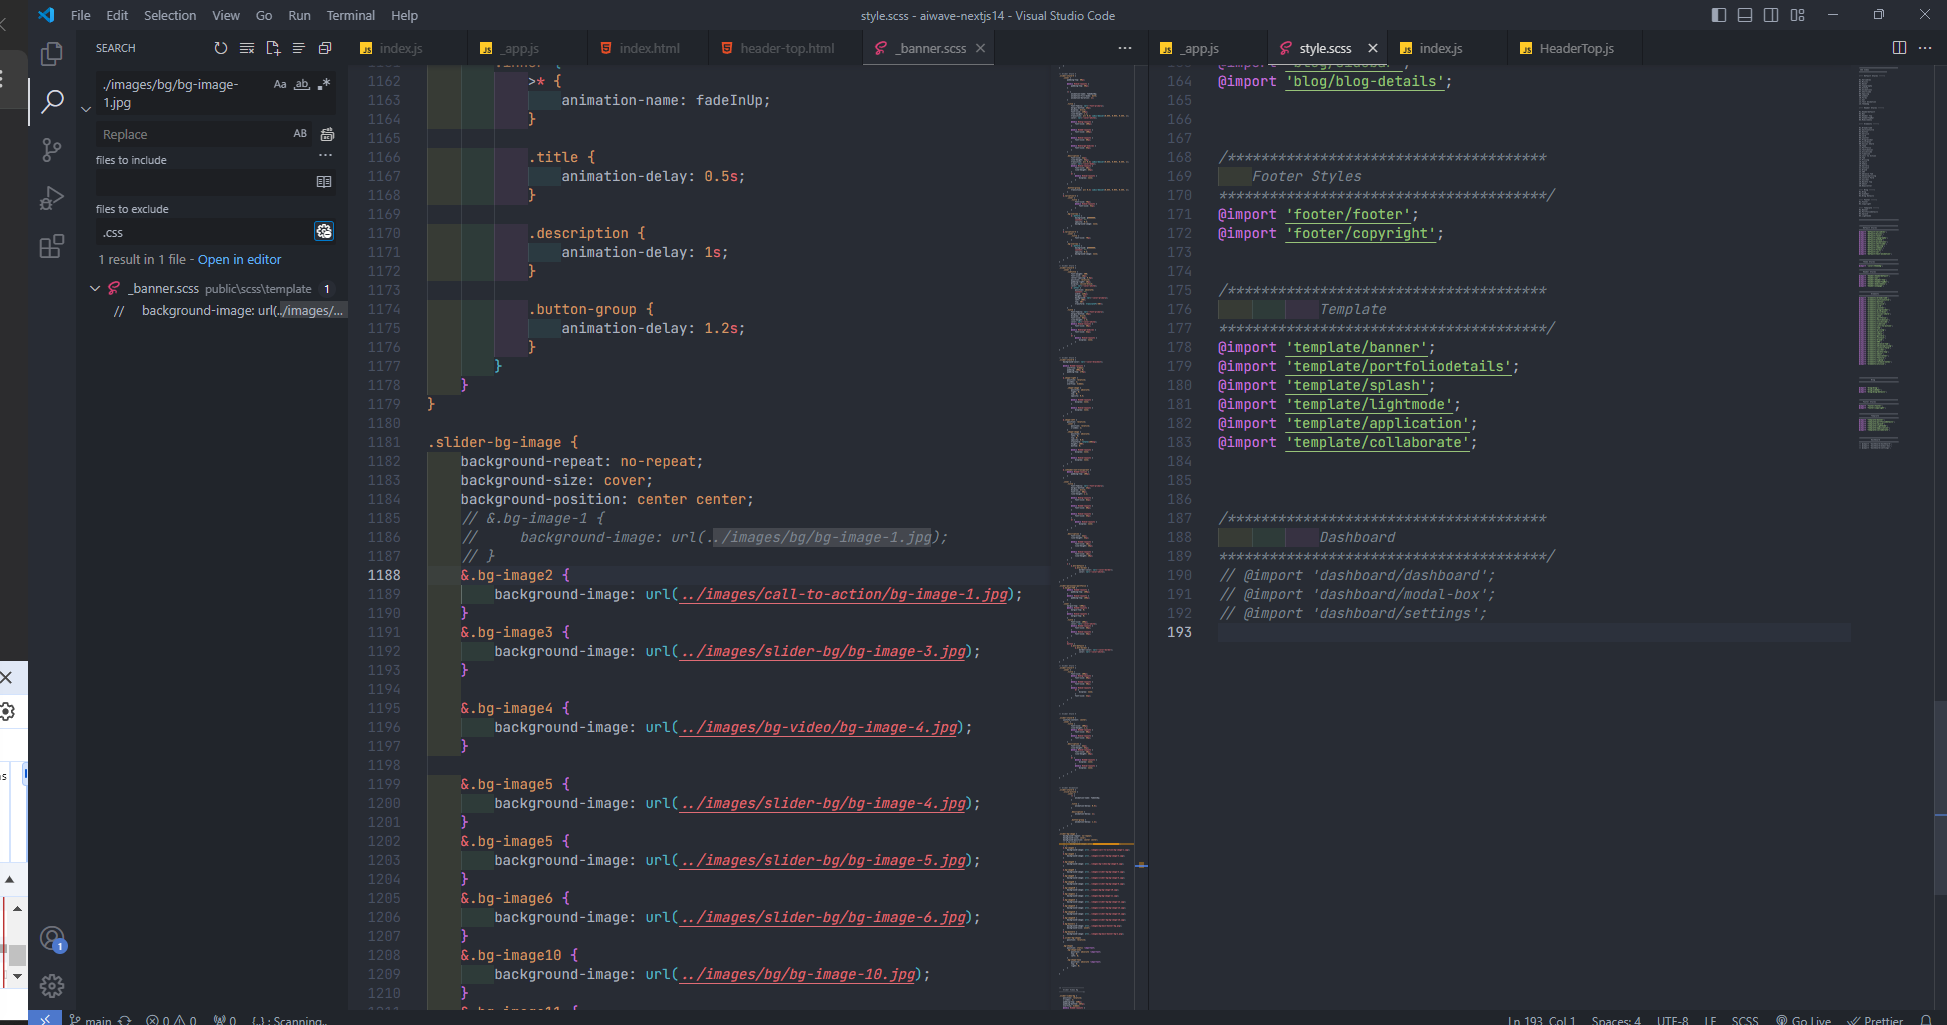 File Edit Selection View Go Run Terminal Help
style.scss - aiwave-nextjs14 - Visual Studio Code
SEARCH
./images/bg/bg-image-
1.jpg
Aa ab .*
Replace
AB
files to include
files to exclude
.css
1 result in 1 file - Open in editor
_banner.scss public\scss\template 1
// background-image: url(../images/...
1
main 0 0 0 {..} : Scanning..
JS index.js
JS _app.js
index.html
header-top.html
_banner.scss
1162 >* {
1163 animation-name: fadeInUp;
1164 }
1165
1166 .title {
1167 animation-delay: 0.5s;
1168 }
1169
1170 .description {
1171 animation-delay: 1s;
1172 }
1173
1174 .button-group {
1175 animation-delay: 1.2s;
1176 }
1177 }
1178 }
1179 }
1180
1181 .slider-bg-image {
1182 background-repeat: no-repeat;
1183 background-size: cover;
1184 background-position: center center;
1185 // &.bg-image-1 {
1186 // background-image: url(../images/bg/bg-image-1.jpg);
1187 // }
1188 &.bg-image2 {
1189 background-image: url(../images/call-to-action/bg-image-1.jpg);
1190 }
1191 &.bg-image3 {
1192 background-image: url(../images/slider-bg/bg-image-3.jpg);
1193 }
1194
1195 &.bg-image4 {
1196 background-image: url(../images/bg-video/bg-image-4.jpg);
1197 }
1198
1199 &.bg-image5 {
1200 background-image: url(../images/slider-bg/bg-image-4.jpg);
1201 }
1202 &.bg-image5 {
1203 background-image: url(../images/slider-bg/bg-image-5.jpg);
1204 }
1205 &.bg-image6 {
1206 background-image: url(../images/slider-bg/bg-image-6.jpg);
1207 }
1208 &.bg-image10 {
1209 background-image: url(../images/bg/bg-image-10.jpg);
1210 }
JS _app.js
style.scss
JS index.js
JS HeaderTop.js
164 @import 'blog/blog-details';
165
166
167
168 /**************************************
169 Footer Styles
170 ***************************************/
171 @import 'footer/footer';
172 @import 'footer/copyright';
173
174
175 /**************************************
176 Template
177 ***************************************/
178 @import 'template/banner';
179 @import 'template/portfoliodetails';
180 @import 'template/splash';
181 @import 'template/lightmode';
182 @import 'template/application';
183 @import 'template/collaborate';
184
185
186
187 /**************************************
188 Dashboard
189 ***************************************/
190 // @import 'dashboard/dashboard';
191 // @import 'dashboard/modal-box';
192 // @import 'dashboard/settings';
193
Ln 193, Col 1 Spaces: 4 UTF-8 LF SCSS Go Live Prettier